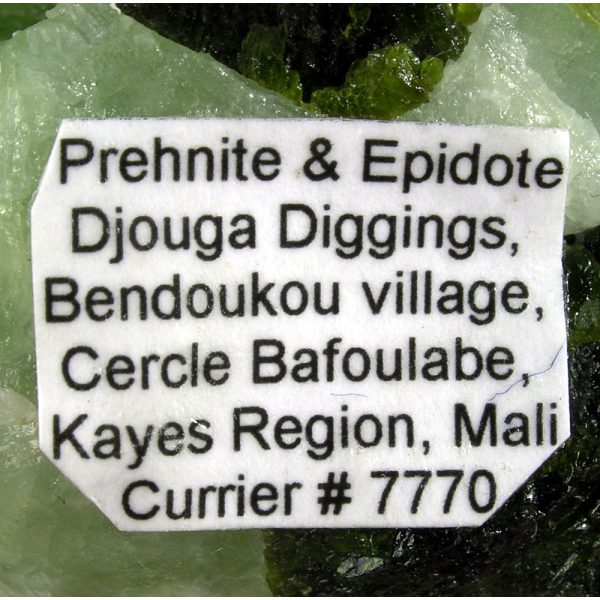 Prehnite & Epidote
Djouga Diggings,
Bendoukou village,
Cercle Bafoulabe,
Kayes Region, Mali
Currier # 7770